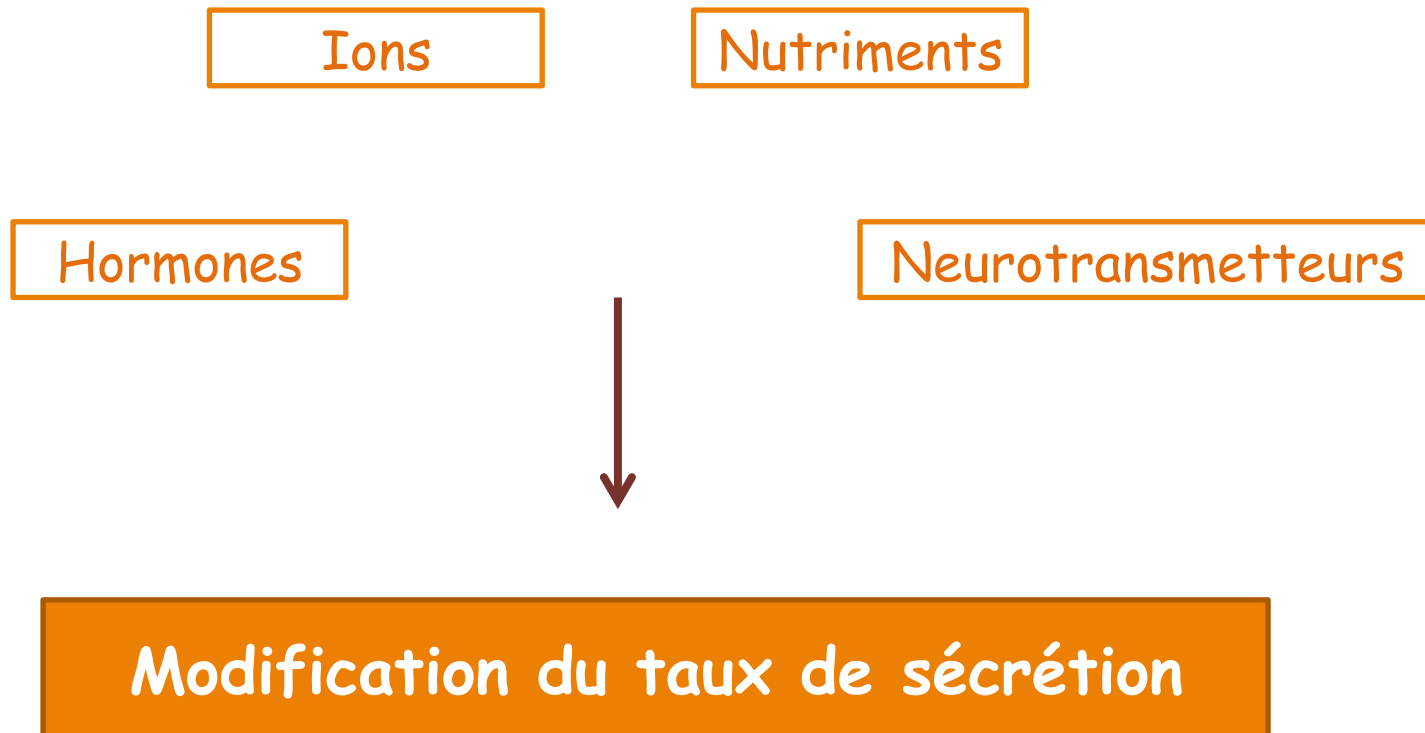 Ions
Nutriments
Hormones
Neurotransmetteurs
Modification du taux de sécrétion